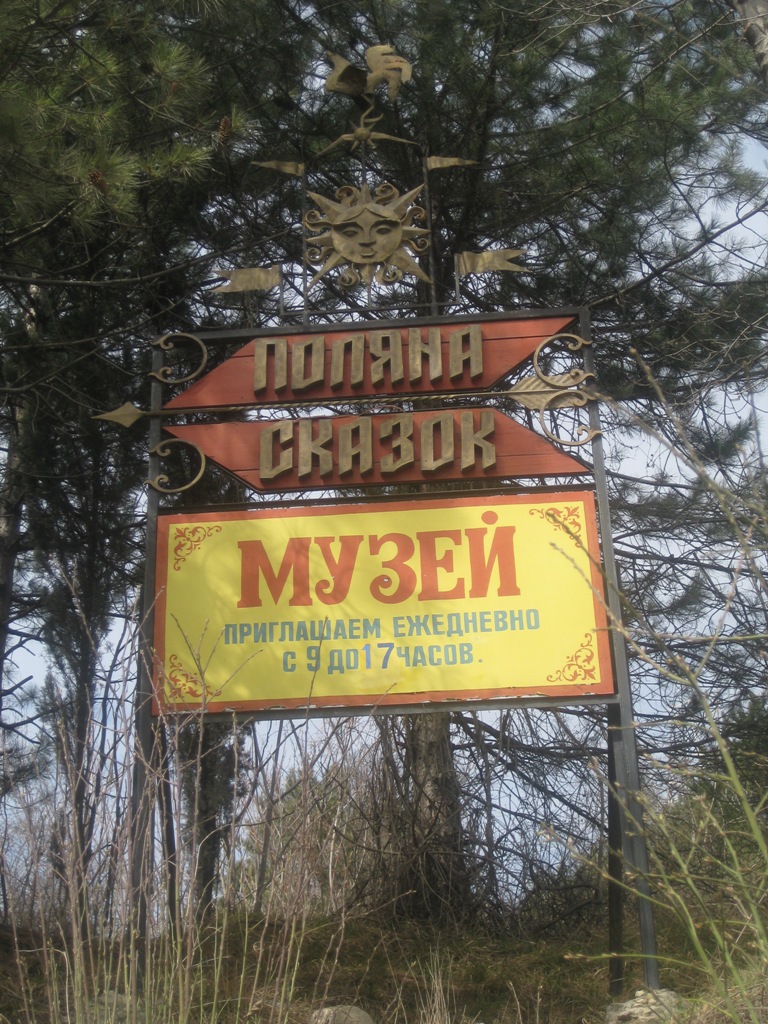 ПОЛЯНА
СКАЗОК
МУЗЕЙ
ПРИГЛАШАЕМ ЕЖЕДНЕВНО
С 9 ДО 17 ЧАСОВ.